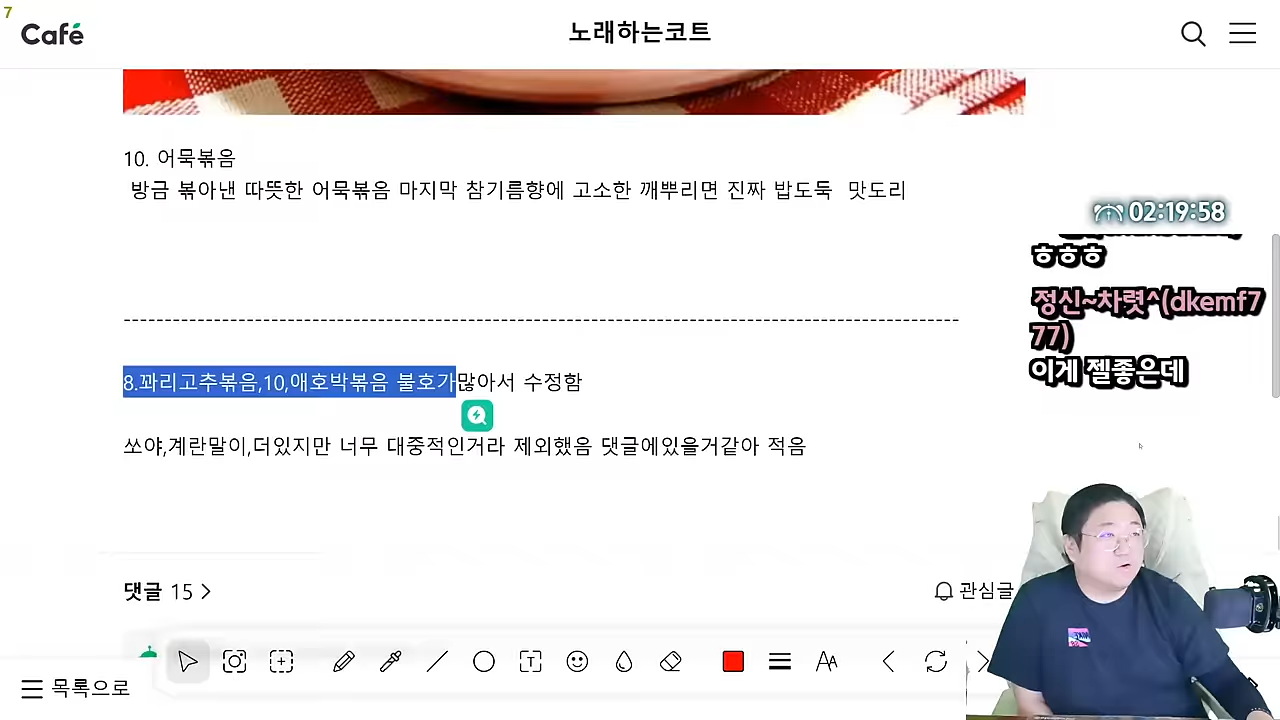 7
Café
노래하는코트
10. 어묵볶음
방금 볶아낸 따뜻한 어묵볶음 마지막 참기름향에 고소한 깨뿌리면 진짜 밥도둑 맛도리
02:19:58
ㅎㅎㅎ
정신~차렷^(dkemf7
77)
이게 젤좋은데
--------------------------------------------------------------------------------------------------------
8.꽈리고추볶음,10,애호박볶음 불호가많아서 수정함
쏘야,계란말이,더있지만 너무 대중적인거라 제외했음 댓글에있을거같아 적음
댓글 15
관심글
T
AA
목록으로